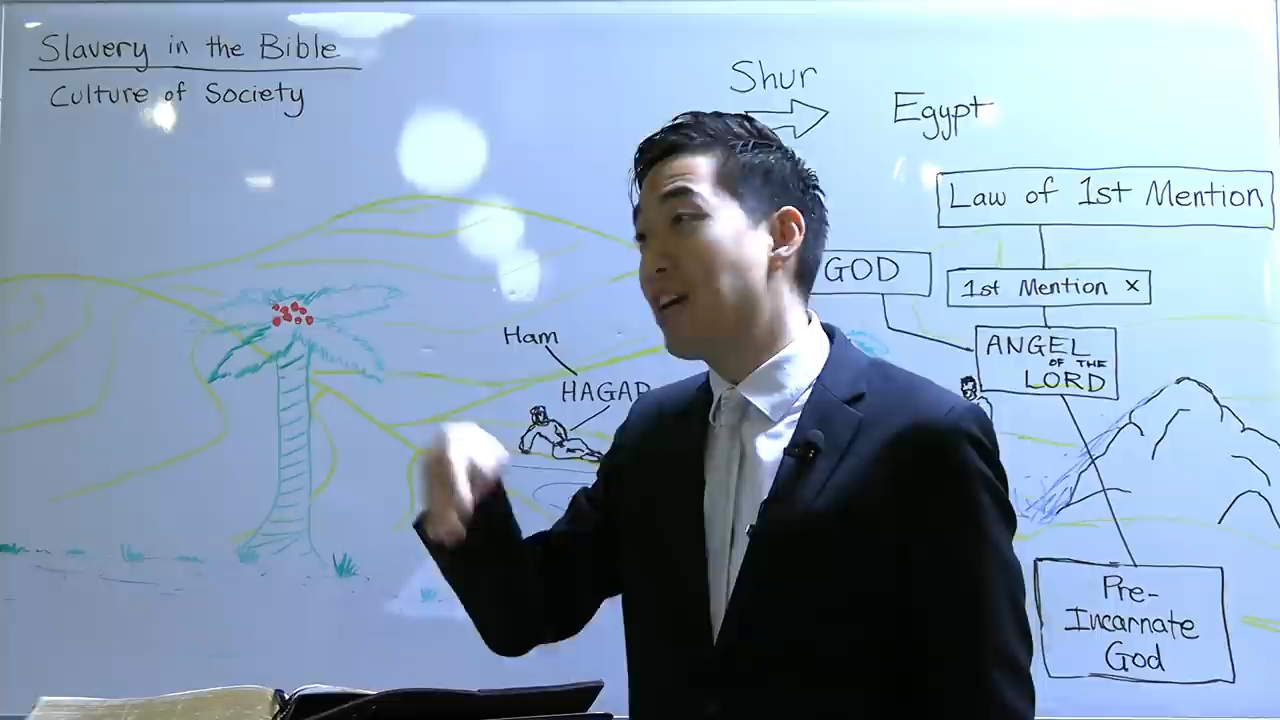 Slavery in the Bible
Culture of Society
Shur
Egypt
Law of 1st Mention
GOD
1st Mention x
ANGEL
OF THE
LORD
Ham
HAGAR
Pre-
Incarnate
God